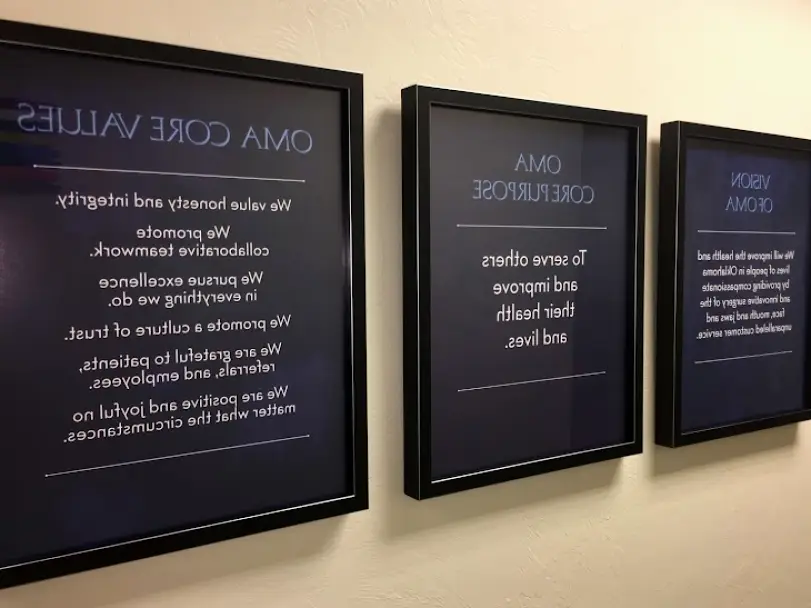 OMA CORE VALUES
We value honesty and integrity.
We promote
collaborative teamwork.
We pursue excellence
in everything we do.
We promote a culture of trust.
We are grateful to patients,
referrals, and employees.
We are positive and joyful no
matter what the circumstances.
OMA
CORE PURPOSE
To serve others
and improve
their health
and lives.
VISION
OF OMA
We will improve the health and
lives of people in Oklahoma
by providing compassionate
and innovative surgery of the
face, mouth and jaws and
unparalleled customer service.